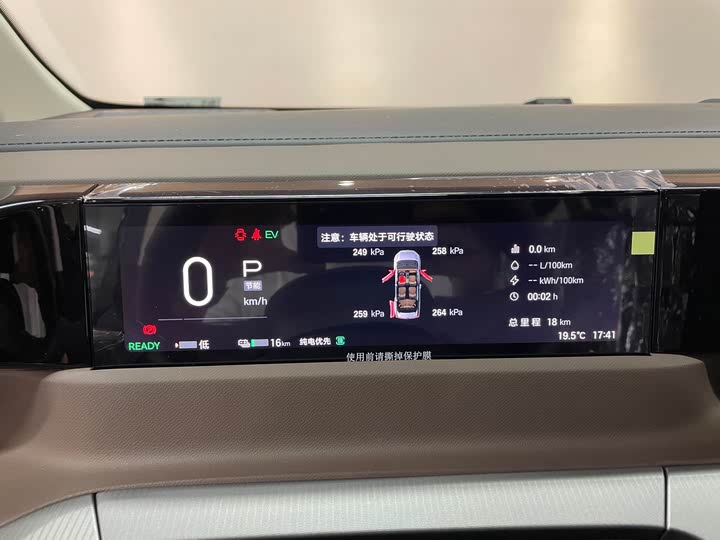 EV
注意：车辆处于可行驶状态
249 kPa
258 kPa
0.0 km
0
P
节能
km/h
-- L/100km
-- kWh/100km
00:02 h
259 kPa
264 kPa
总里程 18 km
READY
低
16km
纯电优先
19.5℃ 17:41
使用前请撕掉保护膜